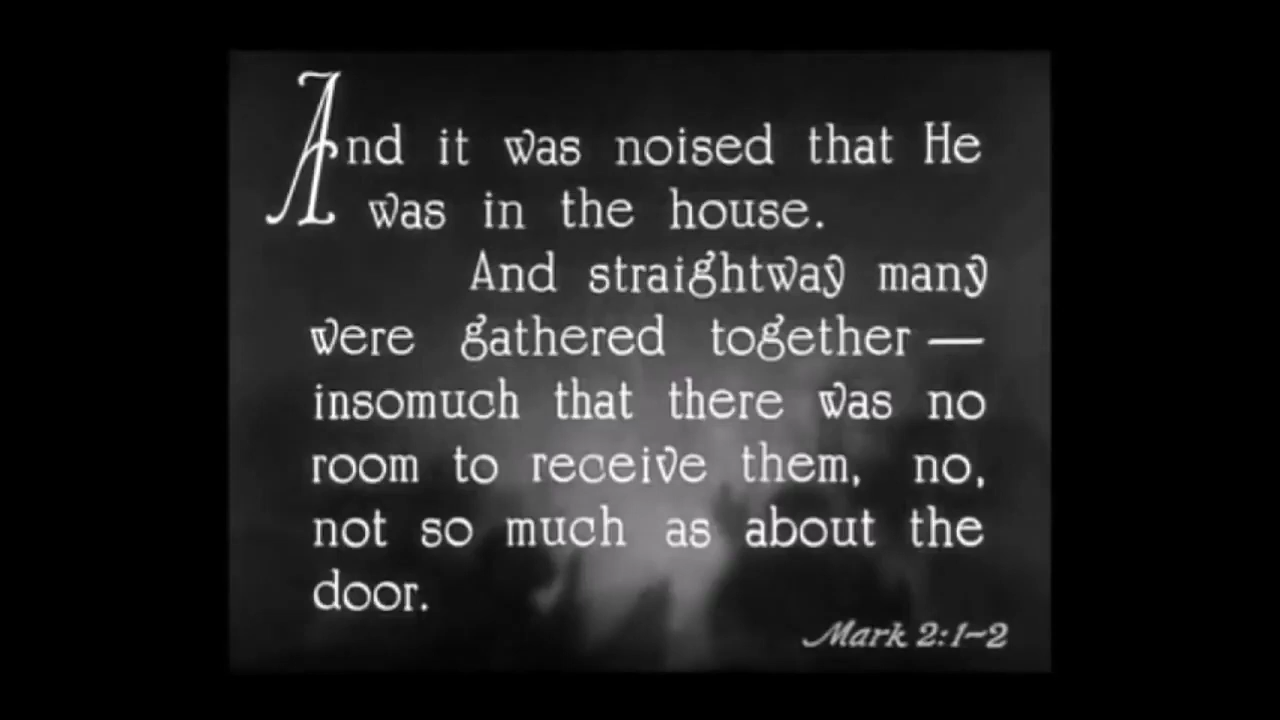 And it was noised that He
was in the house.
And straightway many
were gathered together —
insomuch that there was no
room to receive them, no,
not so much as about the
door.
Mark 2:1-2